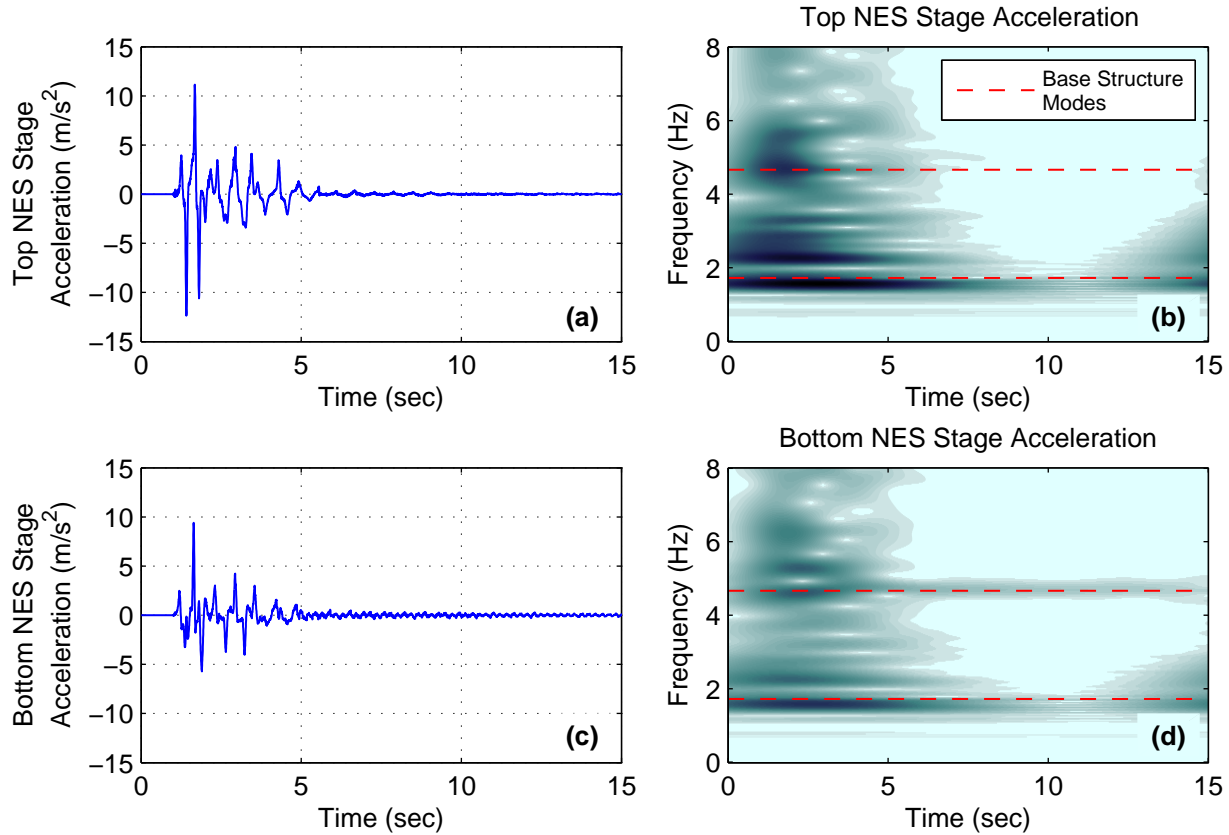 Top NES Stage
Acceleration (m/s²)
15
10
5
0
−5
−10
−15
0
5
10
15
Time (sec)
(a)
Top NES Stage Acceleration
Frequency (Hz)
8
6
4
2
0
0
5
10
15
Time (sec)
Base Structure
Modes
(b)
Bottom NES Stage
Acceleration (m/s²)
15
10
5
0
−5
−10
−15
0
5
10
15
Time (sec)
(c)
Bottom NES Stage Acceleration
Frequency (Hz)
8
6
4
2
0
0
5
10
15
Time (sec)
(d)